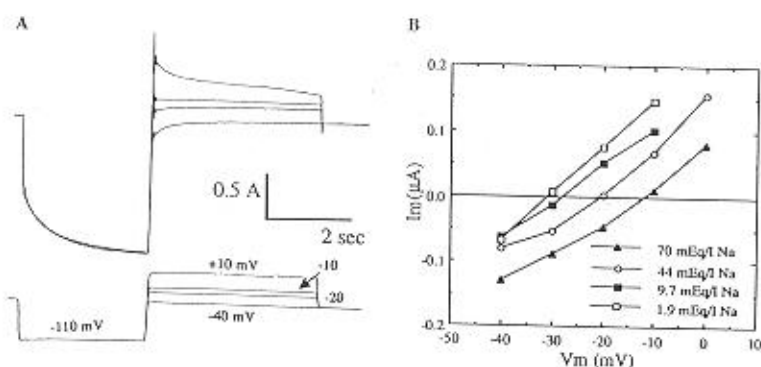 A
0.5 A
2 sec
+10 mV
-10
-20
-110 mV
-40 mV
B
Im(µA)
0.2
0.1
0.0
-0.1
-0.2
70 mEq/l Na
44 mEq/l Na
9.7 mEq/l Na
1.9 mEq/l Na
-50 -40 -30 -20 -10 0 10
Vm (mV)